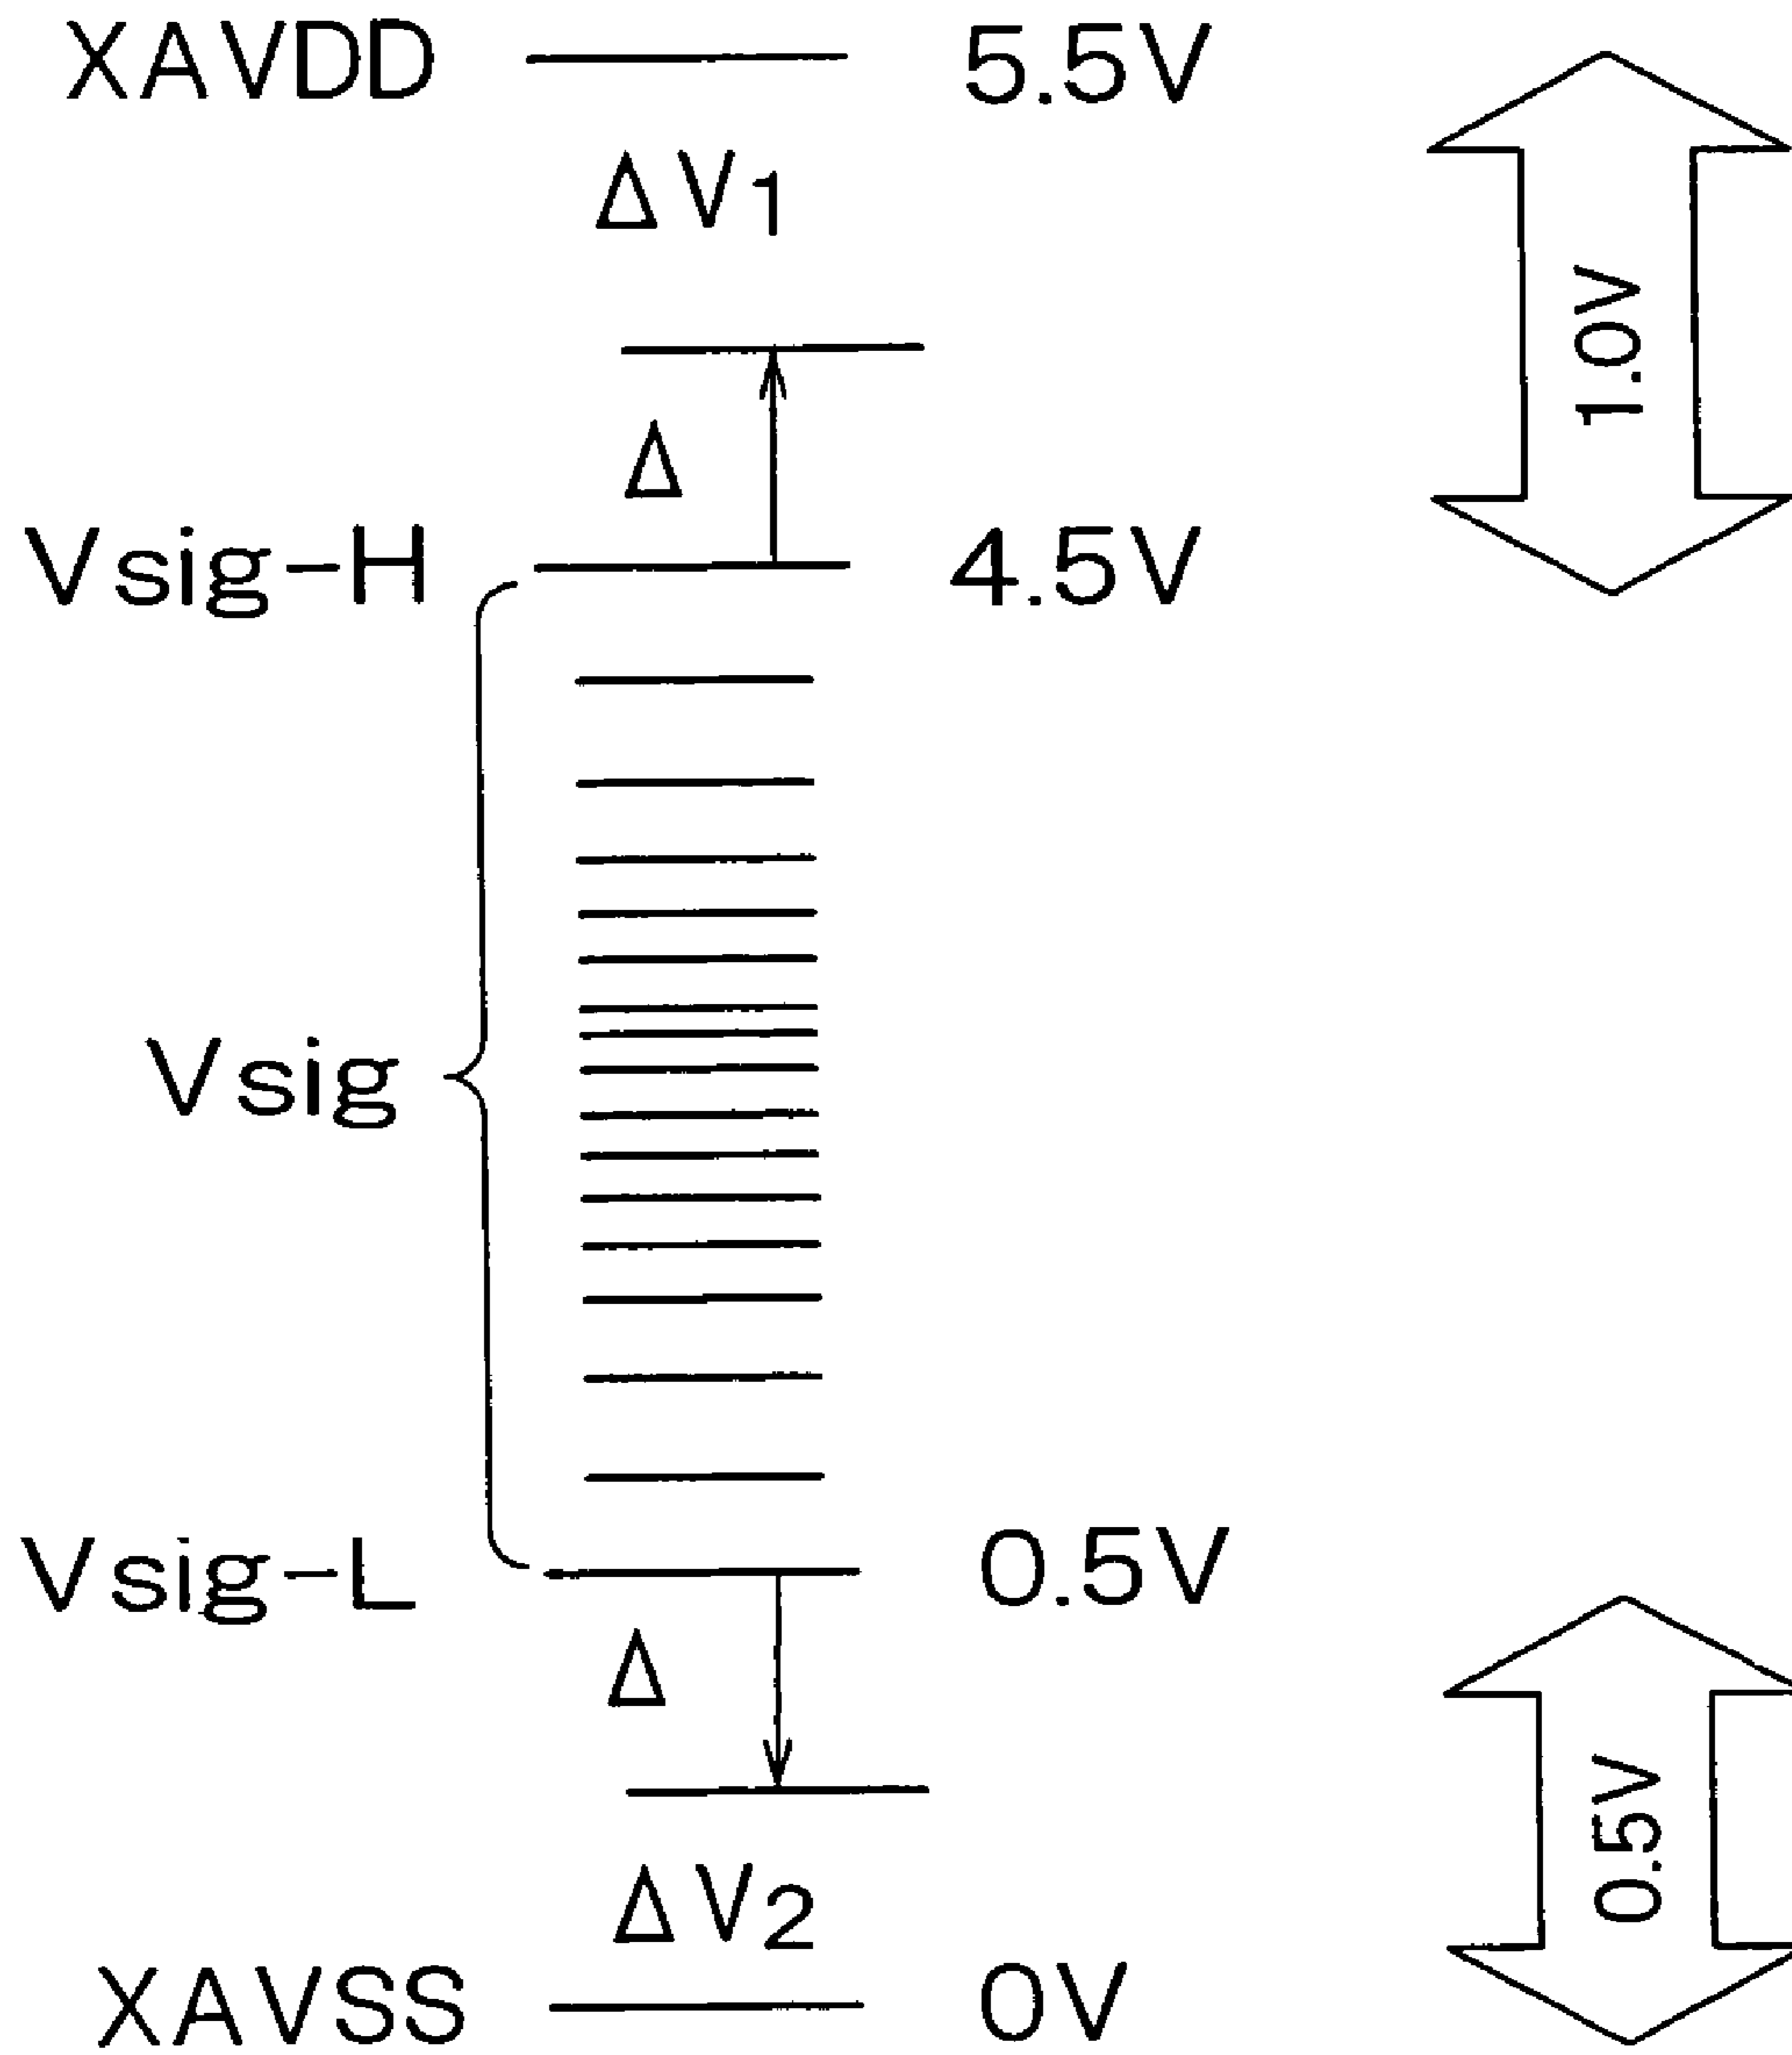 XAVDD 5.5V
ΔV1
1.0V
Δ
Vsig-H 4.5V
Vsig
Vsig-L 0.5V
Δ
0.5V
ΔV2
XAVSS 0V